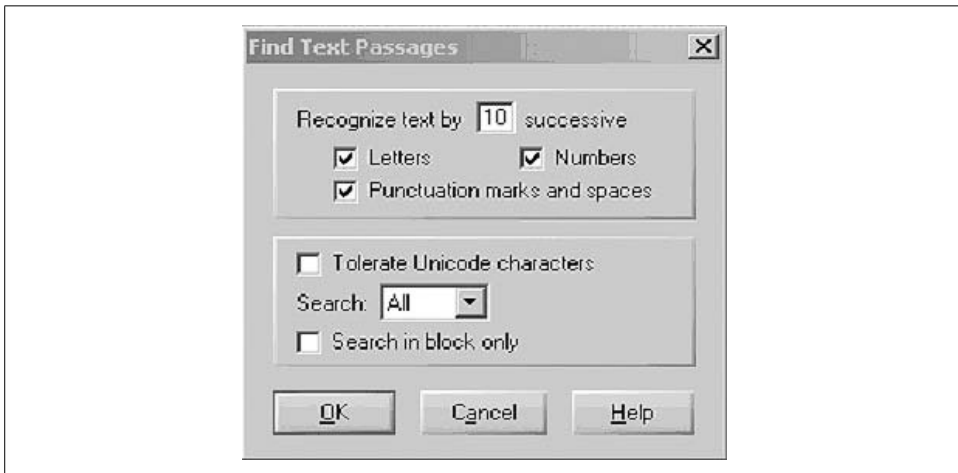 Find Text Passages
Recognize text by 10 successive
Letters Numbers
Punctuation marks and spaces
Tolerate Unicode characters
Search: All
Search in block only
OK Cancel Help